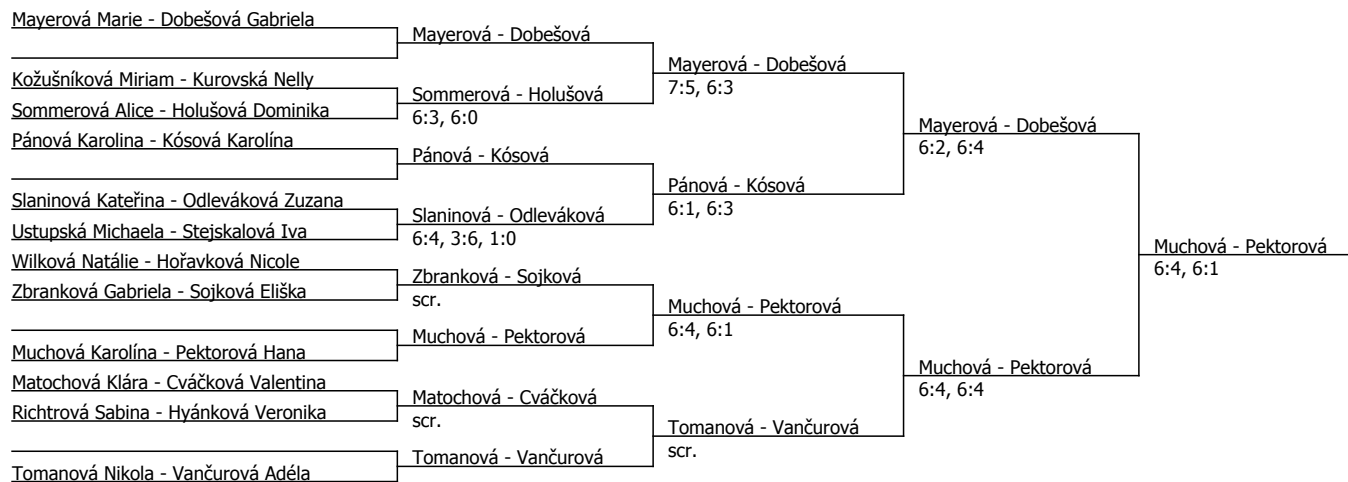 Mayerová Marie - Dobešová Gabriela
Kožušníková Miriam - Kurovská Nelly
Sommerová Alice - Holušová Dominika
Pánová Karolina - Kósová Karolína
Slaninová Kateřina - Odleváková Zuzana
Ustupská Michaela - Stejskalová Iva
Wilková Natálie - Hořavková Nicole
Zbranková Gabriela - Sojková Eliška
Muchová Karolína - Pektorová Hana
Matochová Klára - Cváčková Valentina
Richtrová Sabina - Hyánková Veronika
Tomanová Nikola - Vančurová Adéla
Mayerová - Dobešová
Sommerová - Holušová
6:3, 6:0
Pánová - Kósová
Slaninová - Odleváková
6:4, 3:6, 1:0
Zbranková - Sojková
scr.
Muchová - Pektorová
Matochová - Cváčková
scr.
Tomanová - Vančurová
Mayerová - Dobešová
7:5, 6:3
Pánová - Kósová
6:1, 6:3
Muchová - Pektorová
6:4, 6:1
Tomanová - Vančurová
scr.
Mayerová - Dobešová
6:2, 6:4
Muchová - Pektorová
6:4, 6:4
Muchová - Pektorová
6:4, 6:1